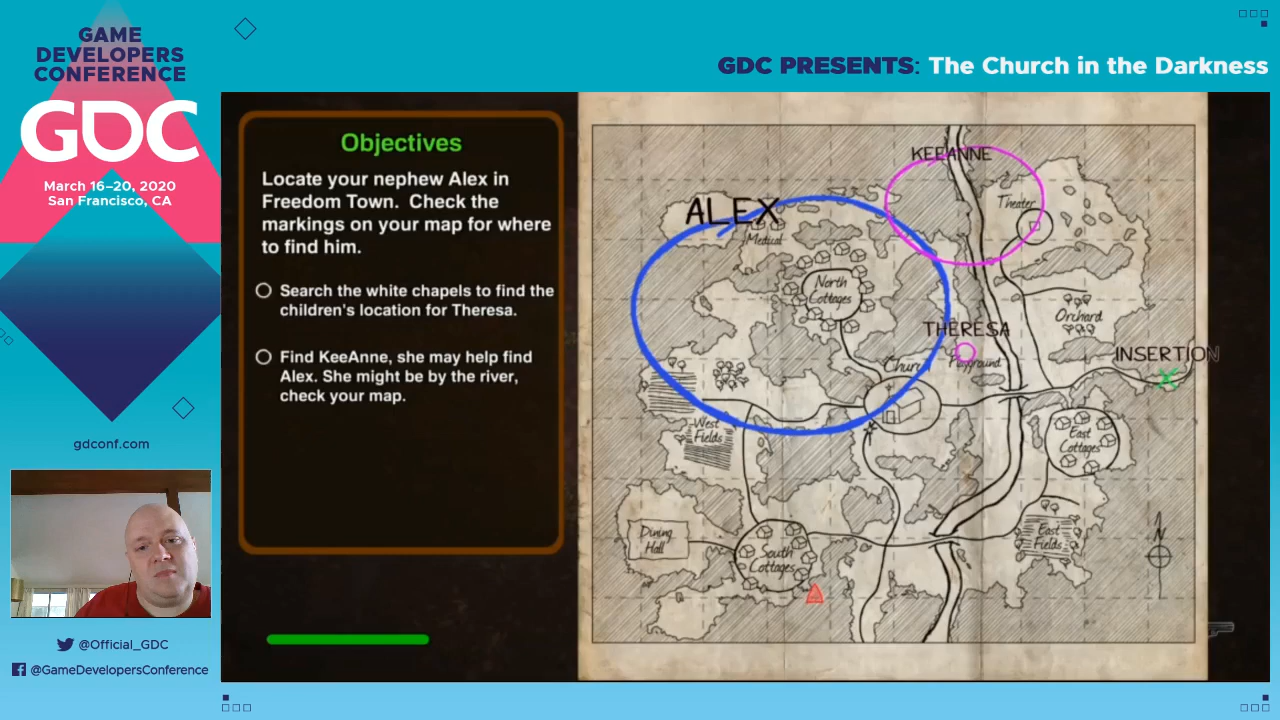 GAME
DEVELOPERS
CONFERENCE
GDC
March 16–20, 2020
San Francisco, CA
gdconf.com
@Official_GDC
@GameDevelopersConference
GDC PRESENTS: The Church in the Darkness
Objectives
Locate your nephew Alex in
Freedom Town. Check the
markings on your map for where
to find him.
Search the white chapels to find the
children's location for Theresa.
Find KeeAnne, she may help find
Alex. She might be by the river,
check your map.
KEEANNE
ALEX
Theater
Medical
North
Cottages
Orchard
THERESA
Playground
INSERTION
Church
West
Fields
East
Cottages
Dining
Hall
South
Cottages
East
Fields
N